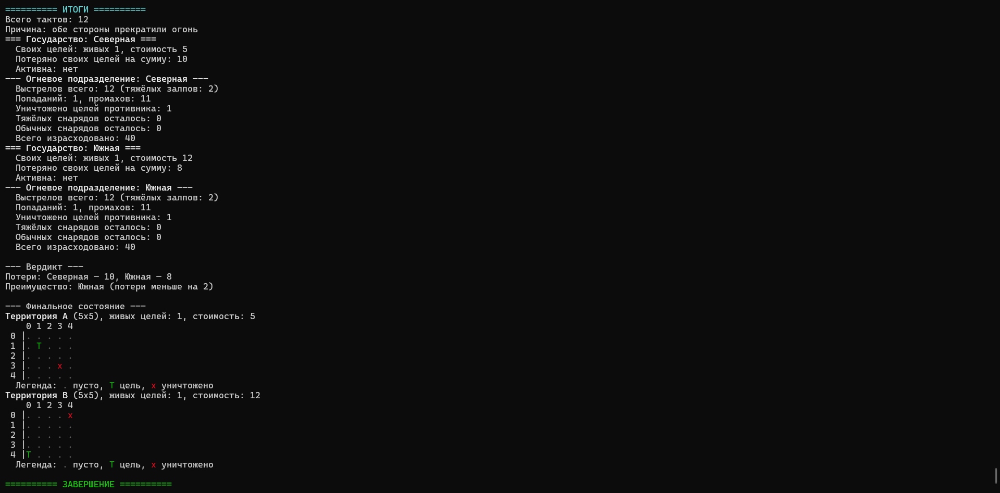 ========== ИТОГИ ==========
Всего тактов: 12
Причина: обе стороны прекратили огонь
=== Государство: Северная ===
  Своих целей: живых 1, стоимость 5
  Потеряно своих целей на сумму: 10
  Активна: нет
--- Огневое подразделение: Северная ---
  Выстрелов всего: 12 (тяжёлых залпов: 2)
  Попаданий: 1, промахов: 11
  Уничтожено целей противника: 1
  Тяжёлых снарядов осталось: 0
  Обычных снарядов осталось: 0
  Всего израсходовано: 40
=== Государство: Южная ===
  Своих целей: живых 1, стоимость 12
  Потеряно своих целей на сумму: 8
  Активна: нет
--- Огневое подразделение: Южная ---
  Выстрелов всего: 12 (тяжёлых залпов: 2)
  Попаданий: 1, промахов: 11
  Уничтожено целей противника: 1
  Тяжёлых снарядов осталось: 0
  Обычных снарядов осталось: 0
  Всего израсходовано: 40

--- Вердикт ---
Потери: Северная — 10, Южная — 8
Преимущество: Южная (потери меньше на 2)

--- Финальное состояние ---
Территория A (5x5), живых целей: 1, стоимость: 5
    0 1 2 3 4
 0 |. . . . .
 1 |. T . . .
 2 |. . . . .
 3 |. . . x .
 4 |. . . . .
  Легенда: . пусто, T цель, x уничтожено
Территория B (5x5), живых целей: 1, стоимость: 12
    0 1 2 3 4
 0 |. . . . x
 1 |. . . . .
 2 |. . . . .
 3 |. . . . .
 4 |T . . . .
  Легенда: . пусто, T цель, x уничтожено

========== ЗАВЕРШЕНИЕ ==========